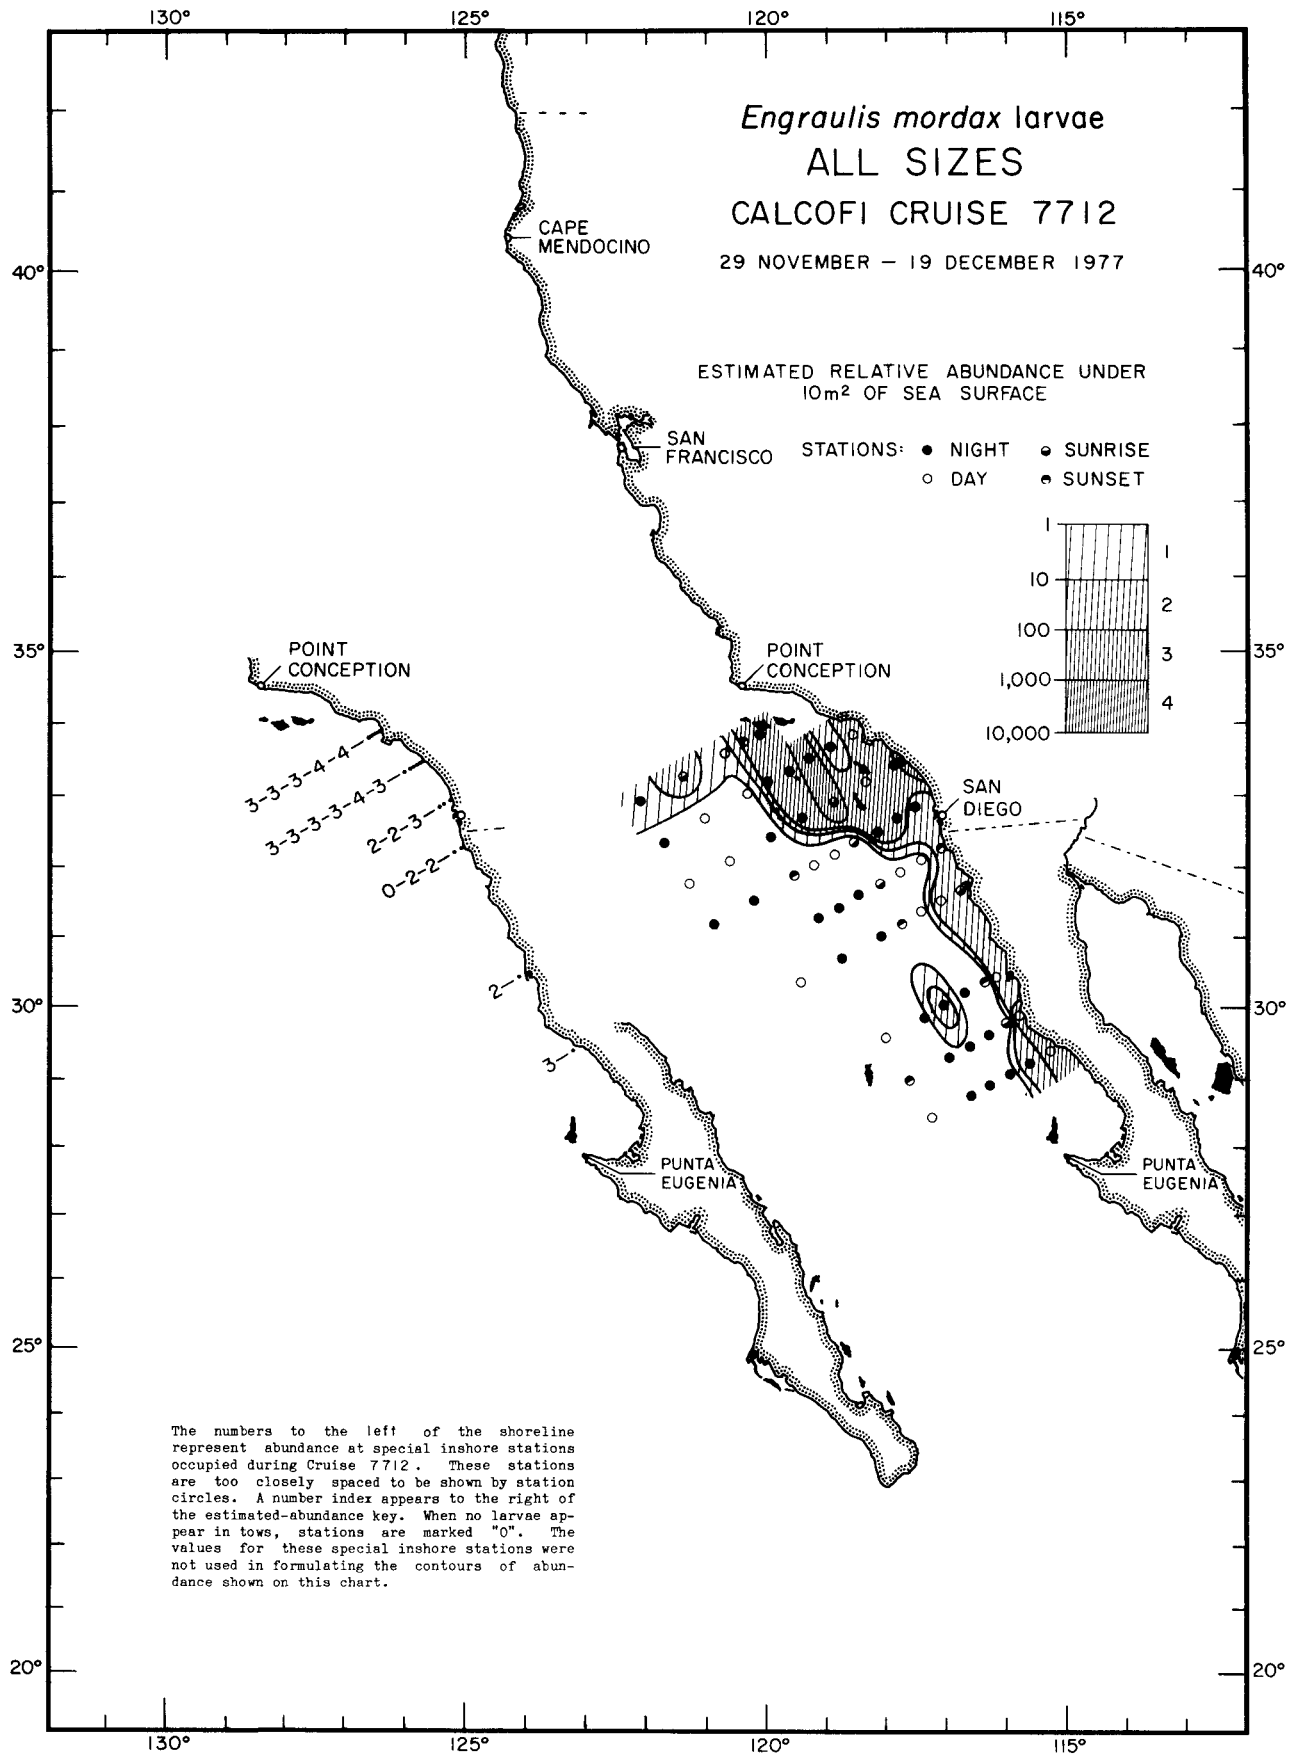 130° 125° 120° 115°
Engraulis mordax larvae
ALL SIZES
CALCOFI CRUISE 7712
29 NOVEMBER — 19 DECEMBER 1977
CAPE
MENDOCINO
40° 40°
ESTIMATED RELATIVE ABUNDANCE UNDER
10m² OF SEA SURFACE
SAN
FRANCISCO
STATIONS: NIGHT SUNRISE
DAY SUNSET
1
1
10
2
100
3
1,000
4
10,000
35° 35°
POINT
CONCEPTION
POINT
CONCEPTION
3-3-3-4-4
3-3-3-3-4-3
2-2-3
0-2-2
SAN
DIEGO
30° 30°
2
3
PUNTA
EUGENIA
PUNTA
EUGENIA
25° 25°
The numbers to the left of the shoreline
represent abundance at special inshore stations
occupied during Cruise 7712. These stations
are too closely spaced to be shown by station
circles. A number index appears to the right of
the estimated-abundance key. When no larvae ap-
pear in tows, stations are marked "0". The
values for these special inshore stations were
not used in formulating the contours of abun-
dance shown on this chart.
20° 20°
130° 125° 120° 115°